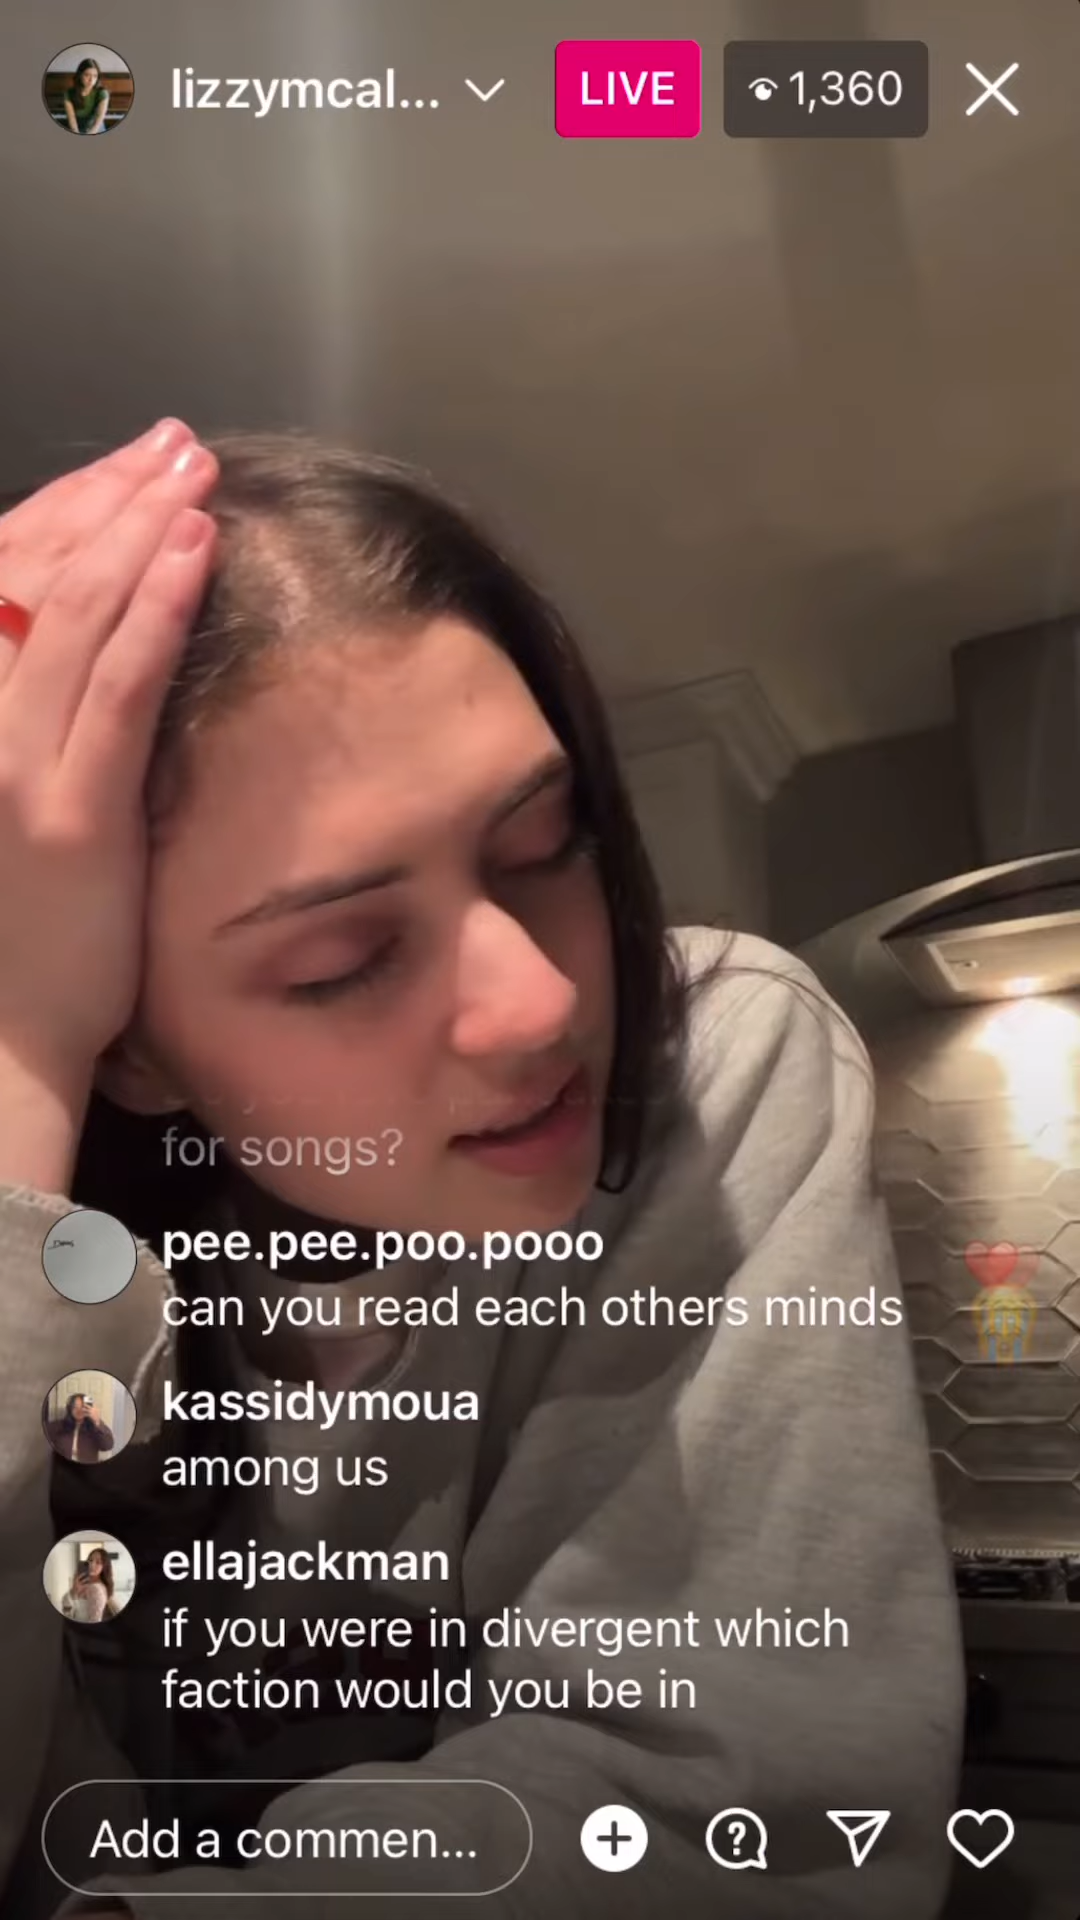 lizzymcal...
LIVE
1,360
for songs?
pee.pee.poo.pooo
can you read each others minds
kassidymoua
among us
ellajackman
if you were in divergent which
faction would you be in
Add a commen...